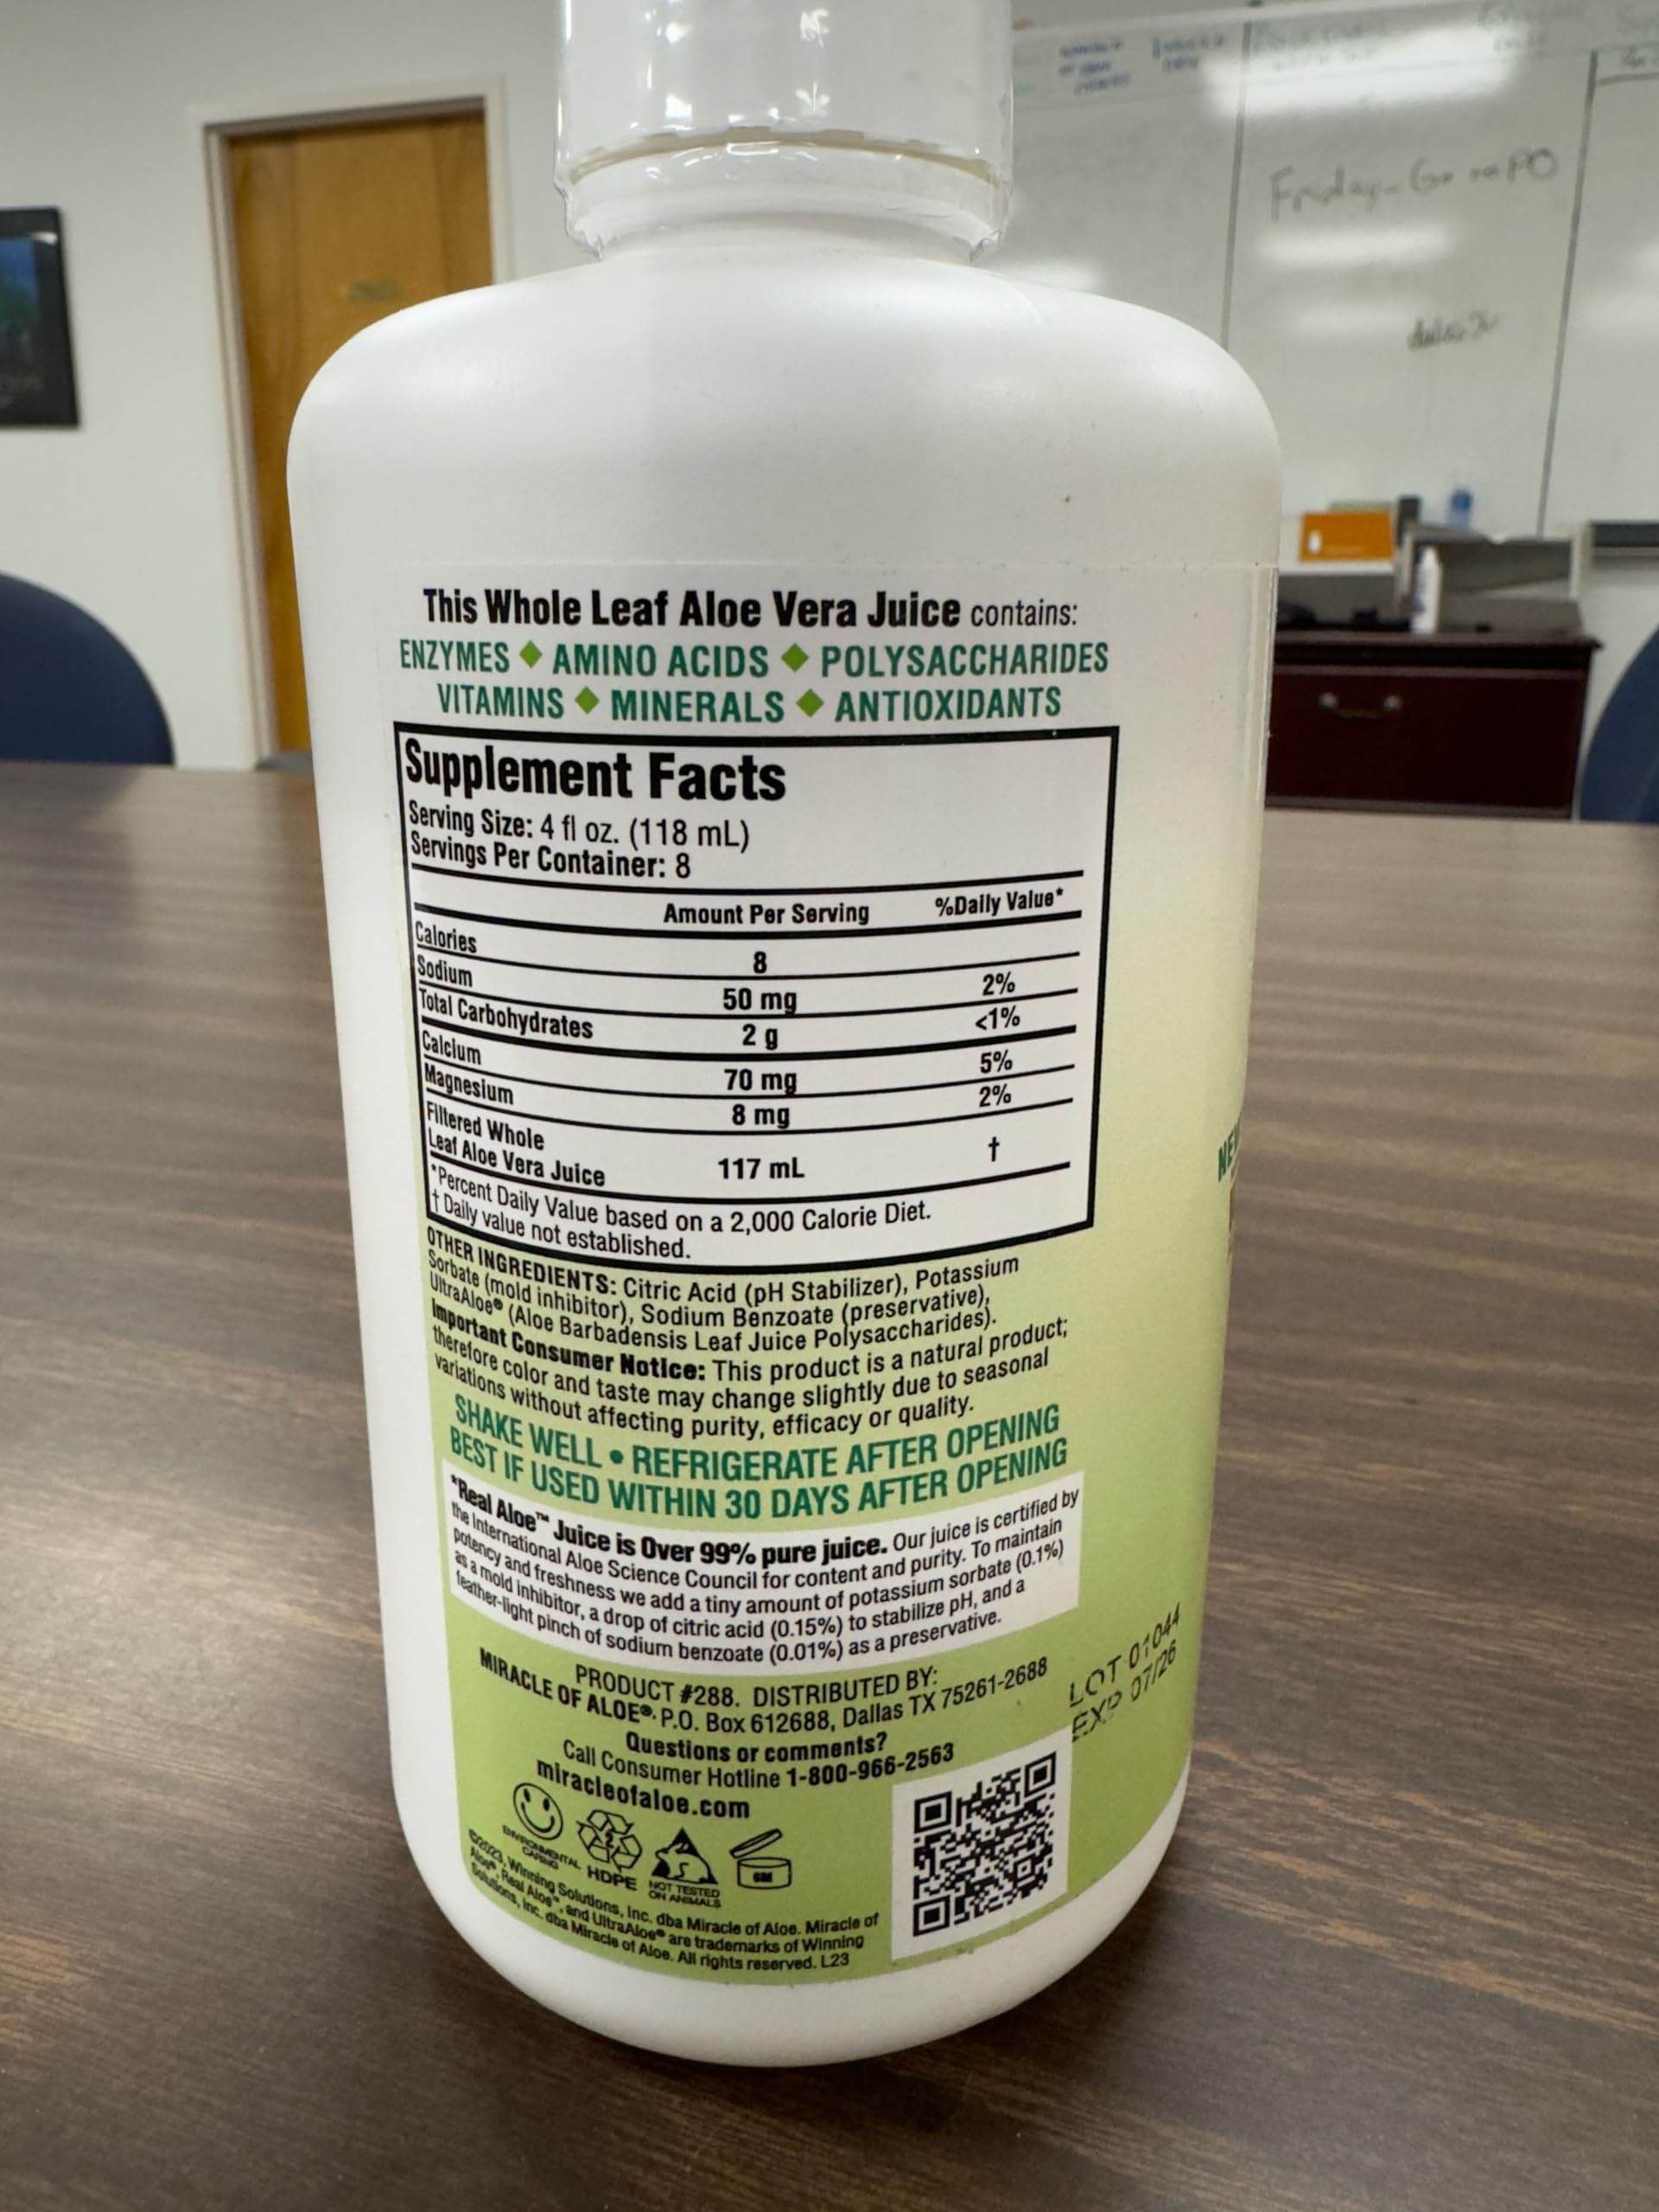 Friday- Go
This Whole Leaf Aloe Vera Juice contains:
ENZYMES ◆ AMINO ACIDS ◆ POLYSACCHARIDES
VITAMINS ◆ MINERALS ◆ ANTIOXIDANTS
Supplement Facts
Serving Size: 4 fl oz. (118 mL)
Servings Per Container: 8
Amount Per Serving %Daily Value*
Calories 8
Sodium 50 mg 2%
Total Carbohydrates 2 g <1%
Calcium 70 mg 5%
Magnesium 8 mg 2%
Filtered Whole
Leaf Aloe Vera Juice 117 mL †
*Percent Daily Value based on a 2,000 Calorie Diet.
† Daily value not established.
OTHER INGREDIENTS: Citric Acid (pH Stabilizer), Potassium
Sorbate (mold inhibitor), Sodium Benzoate (preservative),
UltraAloe® (Aloe Barbadensis Leaf Juice Polysaccharides).
Important Consumer Notice: This product is a natural product;
therefore color and taste may change slightly due to seasonal
variations without affecting purity, efficacy or quality.
SHAKE WELL • REFRIGERATE AFTER OPENING
BEST IF USED WITHIN 30 DAYS AFTER OPENING
*Real Aloe™ Juice is Over 99% pure juice. Our juice is certified by
the International Aloe Science Council for content and purity. To maintain
potency and freshness we add a tiny amount of potassium sorbate (0.1%)
as a mold inhibitor, a drop of citric acid (0.15%) to stabilize pH, and a
feather-light pinch of sodium benzoate (0.01%) as a preservative.
PRODUCT #288. DISTRIBUTED BY:
MIRACLE OF ALOE®. P.O. Box 612688, Dallas TX 75261-2688
Questions or comments?
Call Consumer Hotline 1-800-966-2563
miracleofaloe.com
LOT 01044
EXP 07/26
ENVIRONMENTAL
CARING
2
HDPE
NOT TESTED
ON ANIMALS
6M
©2023, Winning Solutions, Inc. dba Miracle of Aloe. Miracle of
Aloe®, Real Aloe™, and UltraAloe® are trademarks of Winning
Solutions, Inc. dba Miracle of Aloe. All rights reserved. L23